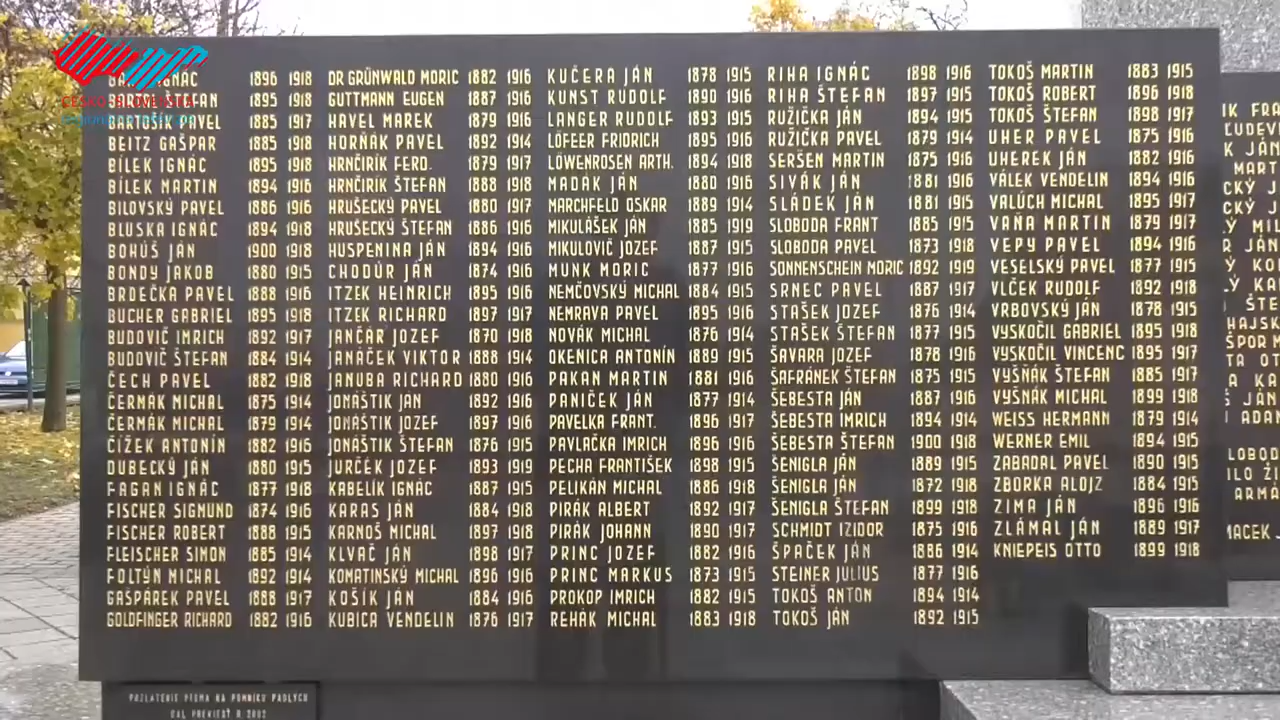 ČESKO-SLOVENSKÁ
BA IGNÁC 1896 1918
ŠTEFAN 1895 1918
BARTOŠÍK PAVEL 1885 1917
BEITZ GAŠPAR 1885 1918
BÍLEK IGNÁC 1895 1918
BÍLEK MARTIN 1894 1916
BILOVSKÝ PAVEL 1886 1916
BLUSKA IGNÁC 1894 1918
BOHÚŠ JÁN 1900 1918
BONDY JAKOB 1880 1915
BRDEČKA PAVEL 1888 1916
BUCHER GABRIEL 1895 1918
BUDOVIČ IMRICH 1892 1917
BUDOVIČ ŠTEFAN 1884 1914
ČECH PAVEL 1882 1918
ČERMÁK MICHAL 1875 1914
ČERMÁK MICHAL 1879 1914
ČÍŽEK ANTONÍN 1882 1916
DUBECKÝ JÁN 1880 1915
FAGAN IGNÁC 1877 1918
FISCHER SIGMUND 1874 1916
FISCHER ROBERT 1888 1915
FLEISCHER SIMON 1885 1914
FOLTÝN MICHAL 1892 1914
GAŠPÁREK PAVEL 1888 1917
GOLDFINGER RICHARD 1882 1916
DR GRÜNWALD MORIC 1882 1916
GUTTMANN EUGEN 1887 1916
HAVEL MAREK 1879 1916
HORŇÁK PAVEL 1892 1914
HRNČIRIK FERD. 1879 1917
HRNČIRIK ŠTEFAN 1888 1918
HRUŠECKÝ PAVEL 1880 1917
HRUŠECKÝ ŠTEFAN 1886 1916
HUSPENINA JÁN 1894 1916
CHODÚR JÁN 1874 1916
ITZEK HEINRICH 1895 1916
ITZEK RICHARD 1897 1917
JANČÁR JOZEF 1870 1918
JANÁČEK VIKTOR 1888 1914
JANUBA RICHARD 1880 1916
JONÁŠTIK JAN 1892 1916
JONÁŠTIK JOZEF 1897 1916
JONÁŠTIK ŠTEFAN 1876 1915
JURČEK JOZEF 1893 1919
KABELÍK IGNÁC 1887 1915
KARAS JÁN 1884 1918
KARNOŠ MICHAL 1897 1918
KLVAČ JÁN 1898 1917
KOMATINSKÝ MICHAL 1896 1916
KOŠÍK JÁN 1884 1916
KUBICA VENDELIN 1876 1917
KUČERA JÁN 1878 1915
KUNST RUDOLF 1890 1916
LANGER RUDOLF 1893 1915
LÖFEER FRIDRICH 1895 1916
LÖWENROSEN ARTH. 1894 1918
MADÁK JÁN 1880 1916
MARCHFELD OSKAR 1889 1914
MIKULÁŠEK JÁN 1885 1919
MIKULOVIČ JOZEF 1887 1915
MUNK MORIC 1877 1916
NEMČOVSKÝ MICHAL 1884 1915
NEMRAVA PAVEL 1895 1916
NOVÁK MICHAL 1876 1914
OKENICA ANTONÍN 1889 1915
PAKAN MARTIN 1881 1916
PANIČEK JÁN 1877 1914
PAVELKA FRANT. 1896 1917
PAVLAČKA IMRICH 1896 1916
PECHA FRANTIŠEK 1898 1915
PELIKÁN MICHAL 1886 1918
PIRÁK ALBERT 1892 1917
PIRÁK JOHANN 1890 1917
PRINC JOZEF 1882 1916
PRINC MARKUS 1873 1915
PROKOP IMRICH 1882 1915
REHÁK MICHAL 1883 1918
RIHA IGNÁC 1898 1916
RIHA ŠTEFAN 1897 1915
RUŽIČKA JÁN 1894 1915
RUŽIČKA PAVEL 1879 1914
SERŠEN MARTIN 1875 1916
SIVÁK JÁN 1881 1916
SLÁDEK JÁN 1881 1915
SLOBODA FRANT 1885 1915
SLOBODA PAVEL 1873 1918
SONNENSCHEIN MORIC 1892 1919
SRNEC PAVEL 1887 1917
STAŠEK JOZEF 1876 1914
STAŠEK ŠTEFAN 1877 1915
ŠAVARA JOZEF 1878 1916
ŠAFRÁNEK ŠTEFAN 1875 1915
ŠEBESTA JÁN 1887 1916
ŠEBESTA IMRICH 1894 1914
ŠEBESTA ŠTEFAN 1900 1918
ŠENIGLA JÁN 1889 1915
ŠENIGLA JÁN 1872 1918
ŠENIGLA ŠTEFAN 1899 1918
SCHMIDT IZIDOR 1875 1916
ŠPAČEK JÁN 1886 1914
STEINER JULIUS 1877 1916
TOKOŠ ANTON 1894 1914
TOKOŠ JÁN 1892 1915
TOKOŠ MARTIN 1883 1915
TOKOŠ ROBERT 1896 1918
TOKOŠ ŠTEFAN 1898 1917
UHER PAVEL 1875 1916
UHEREK JÁN 1882 1916
VÁLEK VENDELIN 1894 1916
VALÚCH MICHAL 1895 1917
VAŇA MARTIN 1879 1917
VEPY PAVEL 1894 1916
VESELSKÝ PAVEL 1877 1915
VLČEK RUDOLF 1892 1918
VRBOVSKÝ JÁN 1878 1915
VYSKOČIL GABRIEL 1895 1918
VYSKOČIL VINCENC 1895 1917
VYŠŇÁK ŠTEFAN 1885 1917
VYŠNÁK MICHAL 1899 1918
WEISS HERMANN 1879 1914
WERNER EMIL 1894 1915
ZABADAL PAVEL 1890 1915
ZBORKA ALOJZ 1884 1915
ZIMA JÁN 1896 1916
ZLÁMAL JÁN 1889 1917
KNIEPEIS OTTO 1899 1918
POZLATENIE PÍSMA NA POMNÍKU PADLÝCH
DAL PREVIESŤ R. 2002